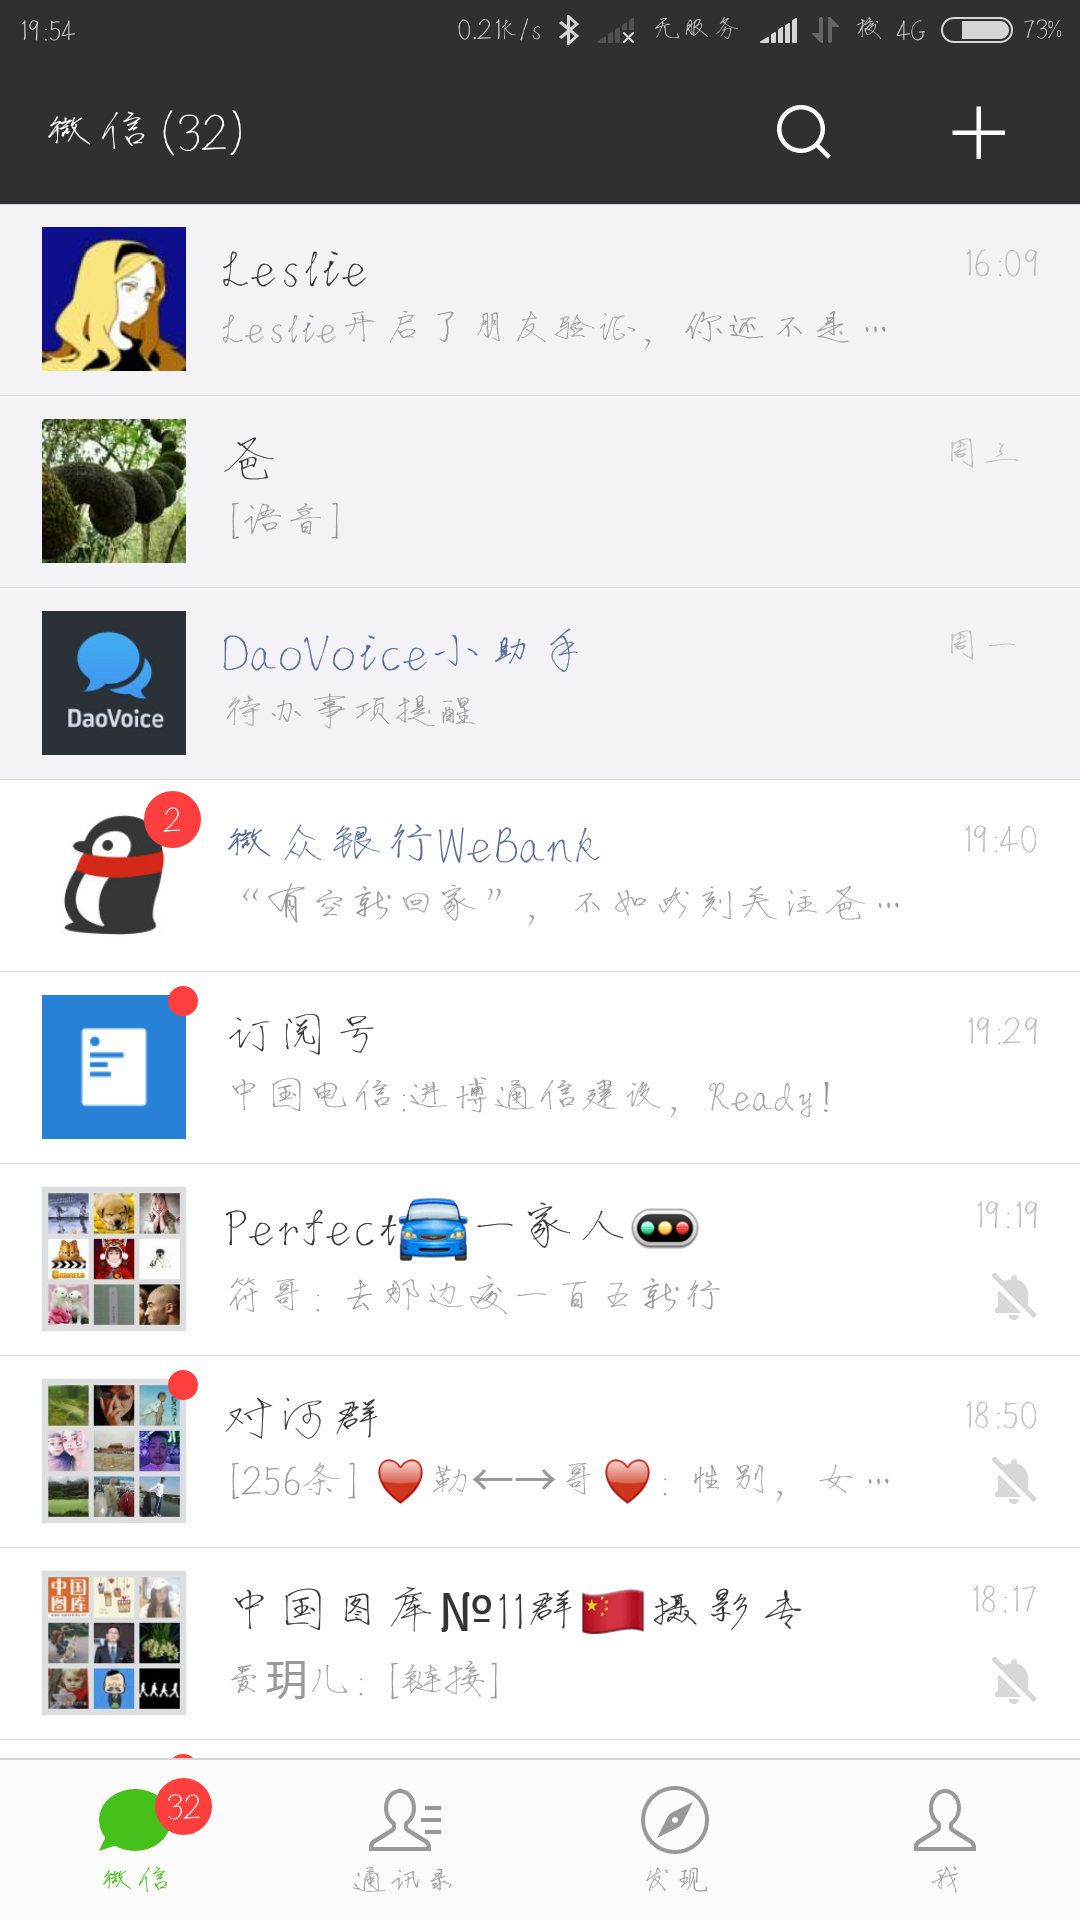 19:54 0.21K/s 无服务 4G 73%
微信(32)
Leslie 16:09
Leslie开启了朋友验证，你还不是…
爸 周三
[语音]
DaoVoice小助手 周一
待办事项提醒
DaoVoice
2
微众银行WeBank 19:40
“有空就回家”，不如此刻关注爸…
订阅号 19:29
中国电信:进博通信建设，Ready!
Perfect🚘一家人🚥 19:19
符哥：去那边交一百五就行
对河群 18:50
[256条] ❤️勒←→哥❤️：性别，女…
中国图库№11群🇨🇳摄影专 18:17
爱玥儿：[链接]
中国
图库
32
微信 通讯录 发现 我